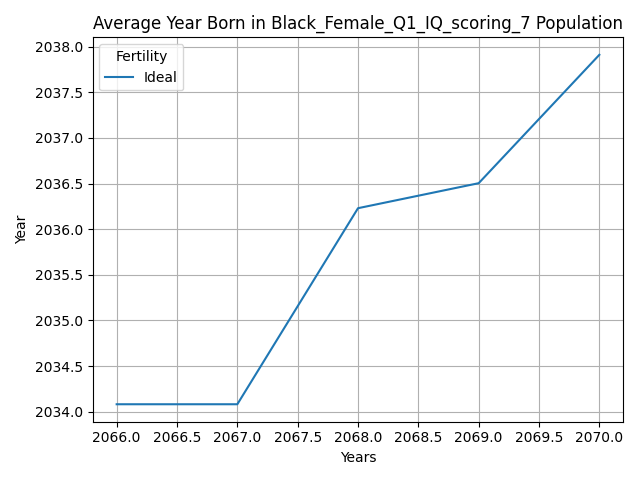 Average Year Born in Black_Female_Q1_IQ_scoring_7 Population
Fertility
Ideal
2038.0
2037.5
2037.0
2036.5
2036.0
2035.5
2035.0
2034.5
2034.0
Year
2066.0 2066.5 2067.0 2067.5 2068.0 2068.5 2069.0 2069.5 2070.0
Years